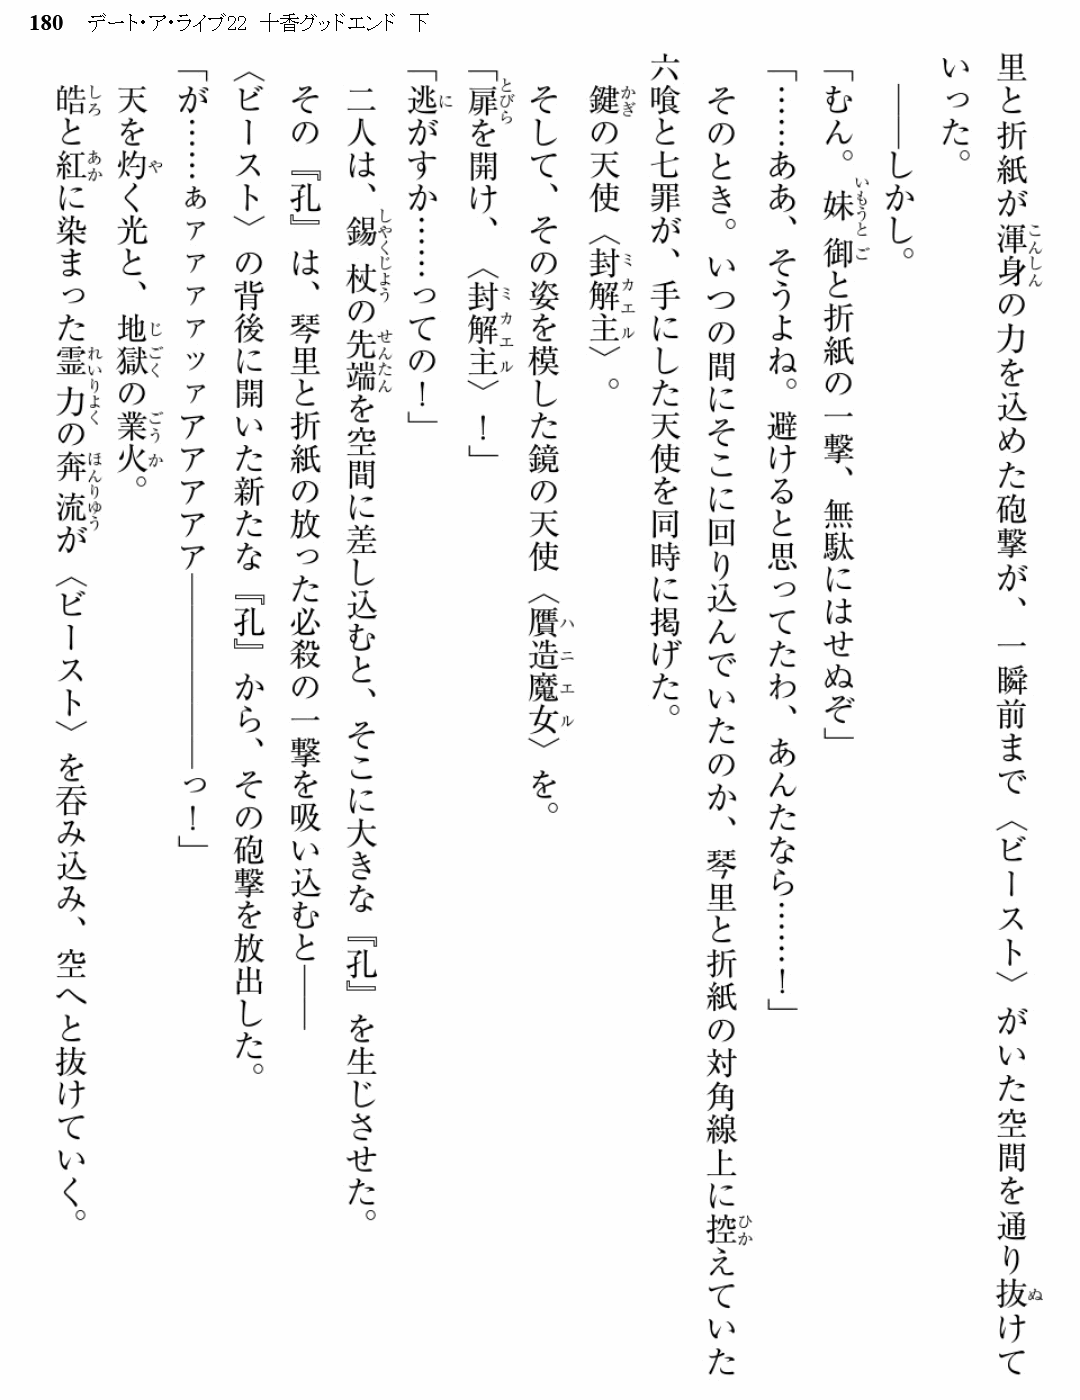 180 デート・ア・ライブ22 十香グッドエンド 下
里と折紙が渾身の力を込めた砲撃が、一瞬前まで〈ビースト〉がいた空間を通り抜けて
いった。
――しかし。
「むん。妹御と折紙の一撃、無駄にはせぬぞ」
「……ああ、そうよね。避けると思ってたわ、あんたなら……！」
そのとき。いつの間にそこに回り込んでいたのか、琴里と折紙の対角線上に控えていた
六喰と七罪が、手にした天使を同時に掲げた。
鍵の天使〈封解主〉。
そして、その姿を模した鏡の天使〈贋造魔女〉を。
「扉を開け、〈封解主〉！」
「逃がすか……っての！」
二人は、錫杖の先端を空間に差し込むと、そこに大きな『孔』を生じさせた。
その『孔』は、琴里と折紙の放った必殺の一撃を吸い込むと――
〈ビースト〉の背後に開いた新たな『孔』から、その砲撃を放出した。
「が……ぁァァァッァアアアアア――――――っ！」
天を灼く光と、地獄の業火。
皓と紅に染まった霊力の奔流が〈ビースト〉を呑み込み、空へと抜けていく。